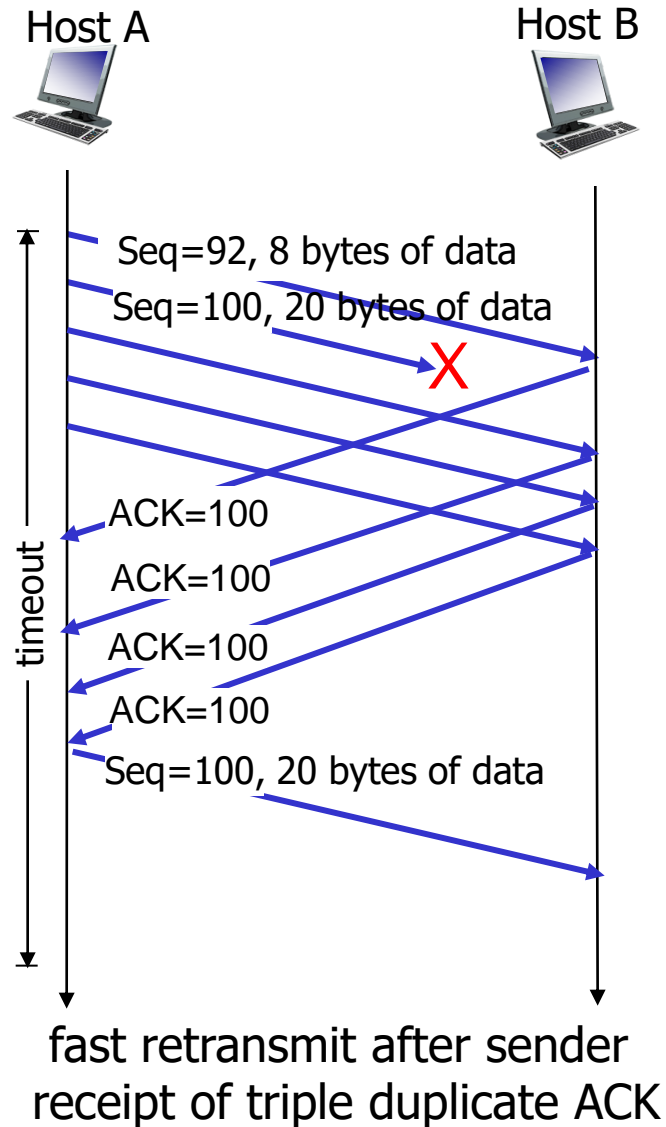 Host A
Host B
Seq=92, 8 bytes of data
Seq=100, 20 bytes of data
X
ACK=100
ACK=100
ACK=100
ACK=100
timeout
Seq=100, 20 bytes of data
fast retransmit after sender
receipt of triple duplicate ACK